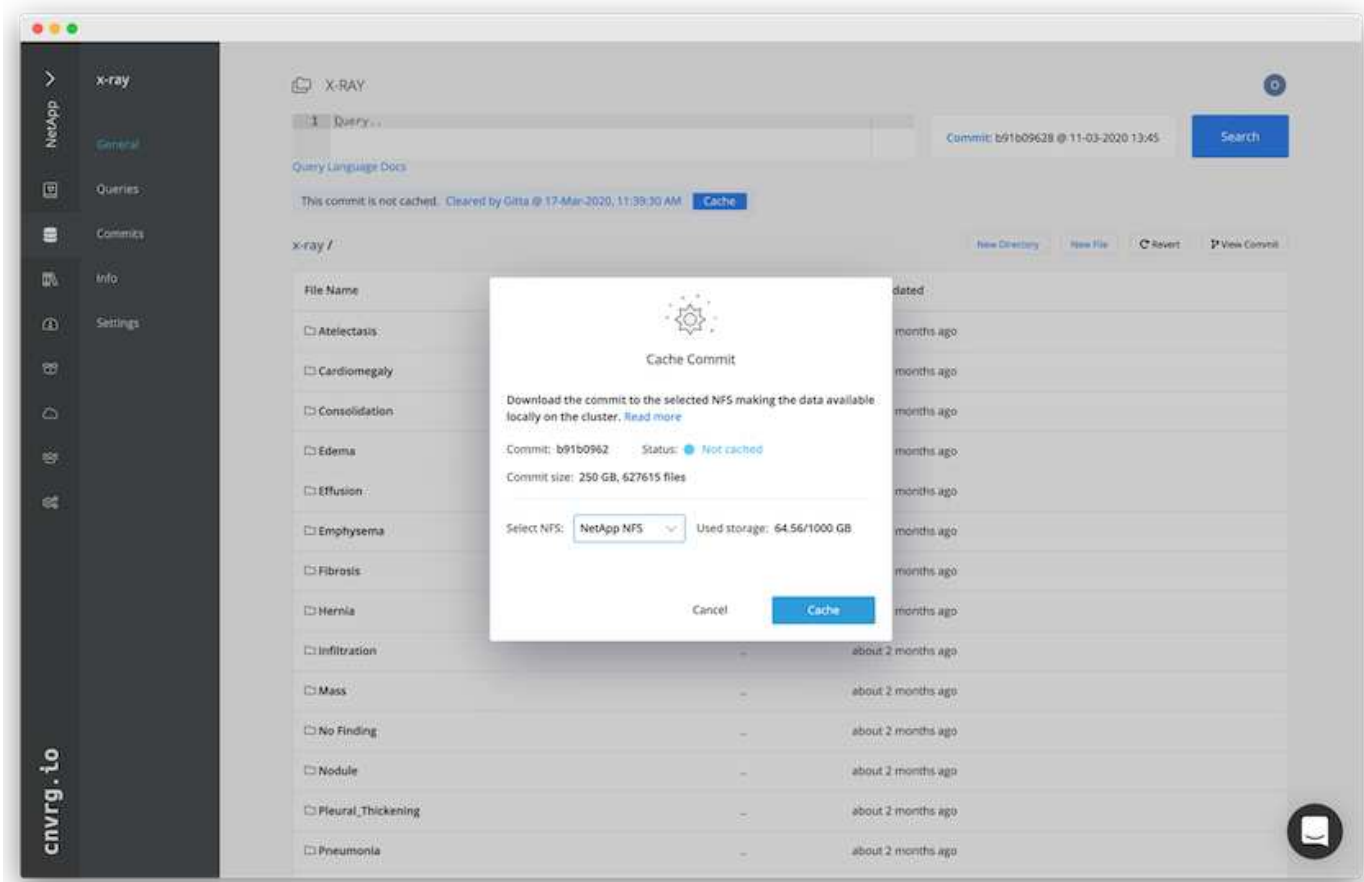 NetApp
cnvrg.io
x-ray
General
Queries
Commits
Info
Settings
X-RAY
O
1 Query..
Commit: b91b09628 @ 11-03-2020 13:45
Search
Query Language Docs
This commit is not cached. Cleared by Gitta @ 17-Mar-2020, 11:39:30 AM Cache
x-ray /
New Directory New File Revert View Commit
File Name dated
Atelectasis months ago
Cardiomegaly months ago
Consolidation months ago
Edema months ago
Effusion months ago
Emphysema months ago
Fibrosis months ago
Hernia months ago
Infiltration -- about 2 months ago
Mass -- about 2 months ago
No Finding -- about 2 months ago
Nodule -- about 2 months ago
Pleural_Thickening -- about 2 months ago
Pneumonia -- about 2 months ago
Cache Commit
Download the commit to the selected NFS making the data available
locally on the cluster. Read more
Commit: b91b0962 Status: Not cached
Commit size: 250 GB, 627615 files
Select NFS: NetApp NFS Used storage: 64.56/1000 GB
Cancel Cache